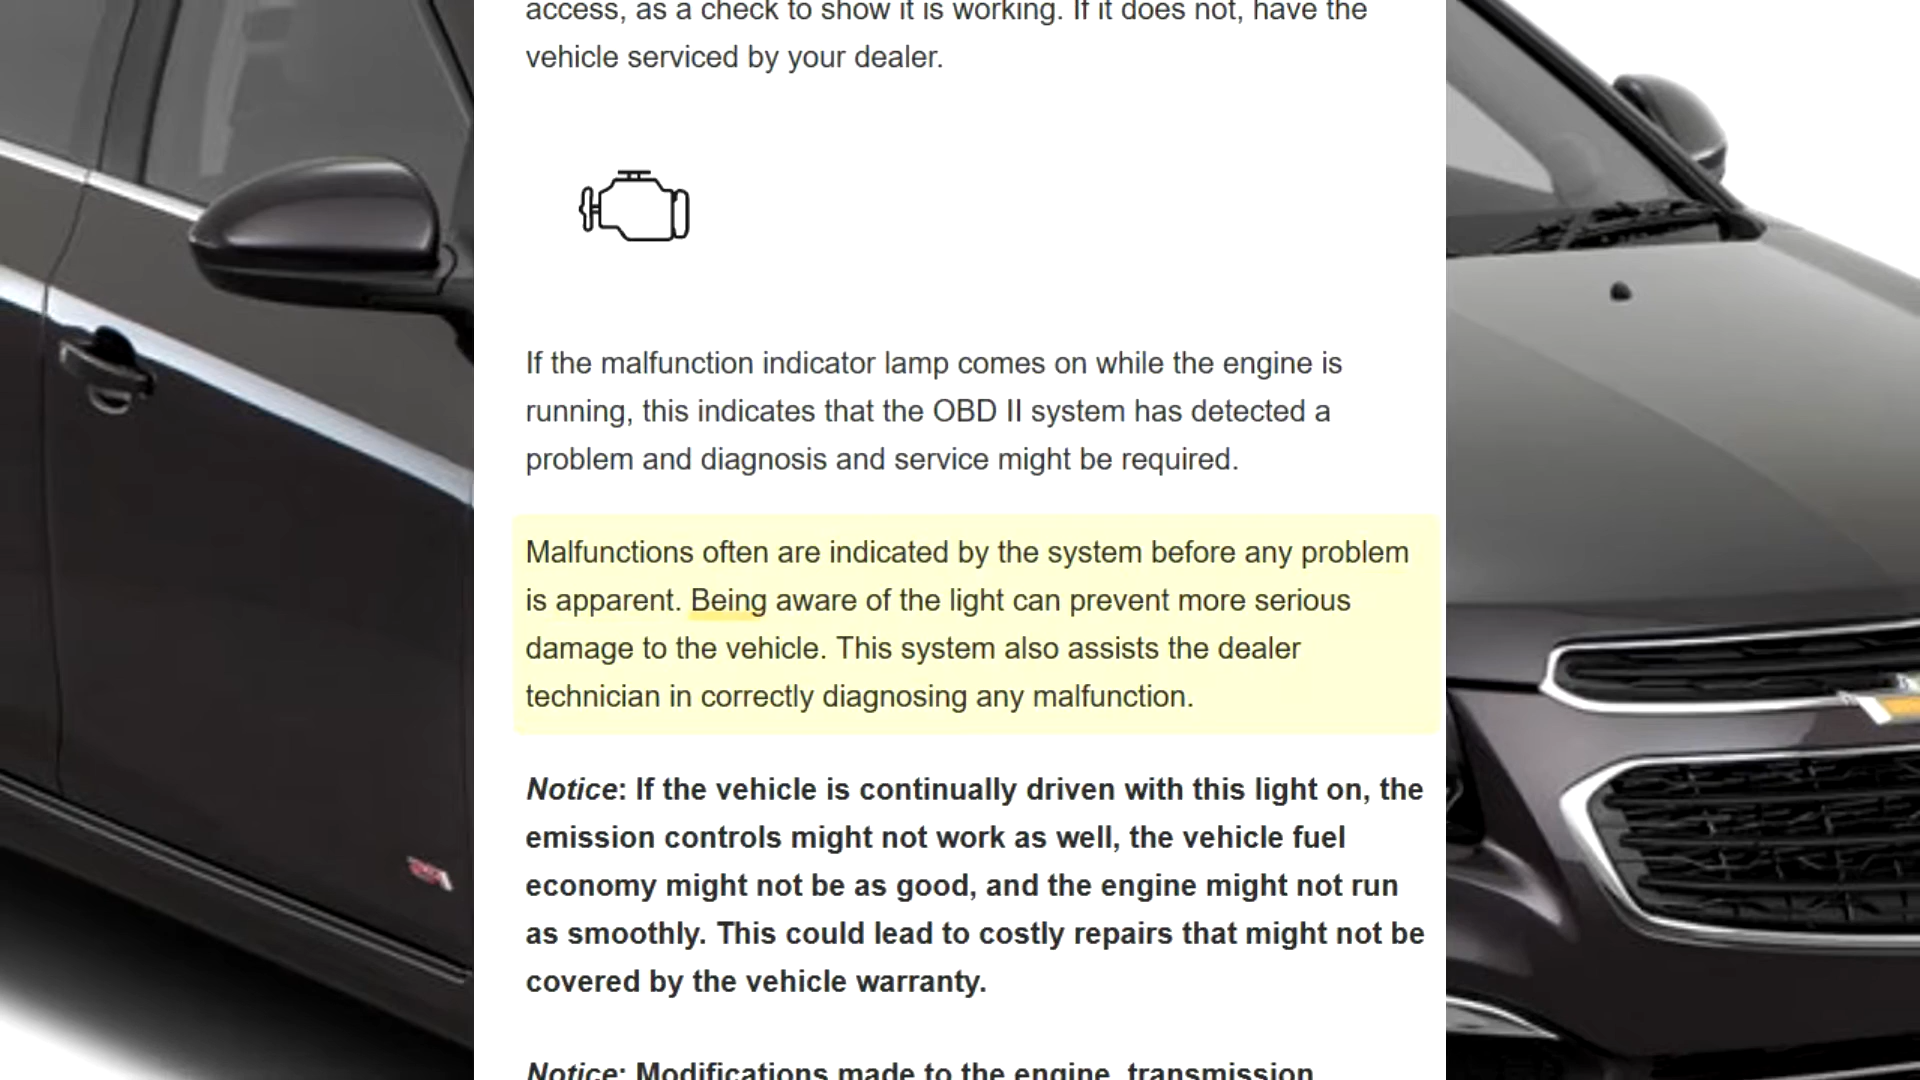 access, as a check to show it is working. If it does not, have the
vehicle serviced by your dealer.
If the malfunction indicator lamp comes on while the engine is
running, this indicates that the OBD II system has detected a
problem and diagnosis and service might be required.
Malfunctions often are indicated by the system before any problem
is apparent. Being aware of the light can prevent more serious
damage to the vehicle. This system also assists the dealer
technician in correctly diagnosing any malfunction.
Notice: If the vehicle is continually driven with this light on, the
emission controls might not work as well, the vehicle fuel
economy might not be as good, and the engine might not run
as smoothly. This could lead to costly repairs that might not be
covered by the vehicle warranty.
Notice: Modifications made to the engine, transmission,